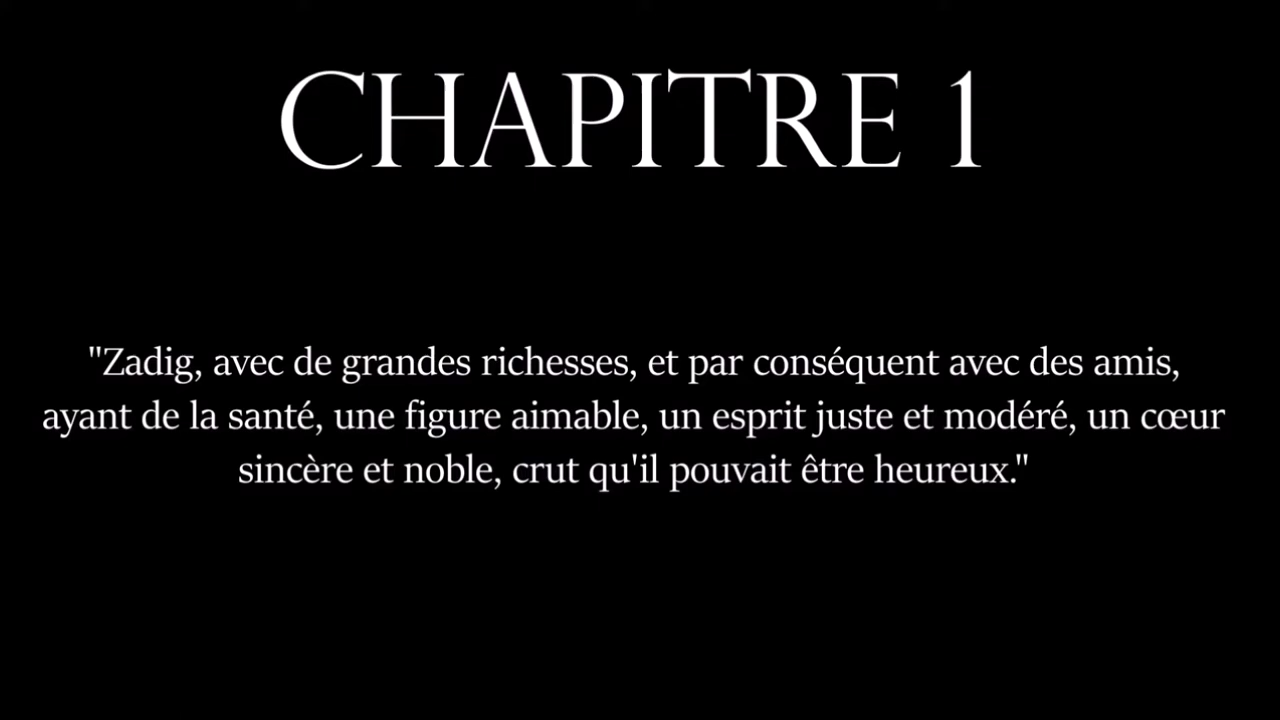 CHAPITRE 1
"Zadig, avec de grandes richesses, et par conséquent avec des amis,
ayant de la santé, une figure aimable, un esprit juste et modéré, un cœur
sincère et noble, crut qu'il pouvait être heureux."